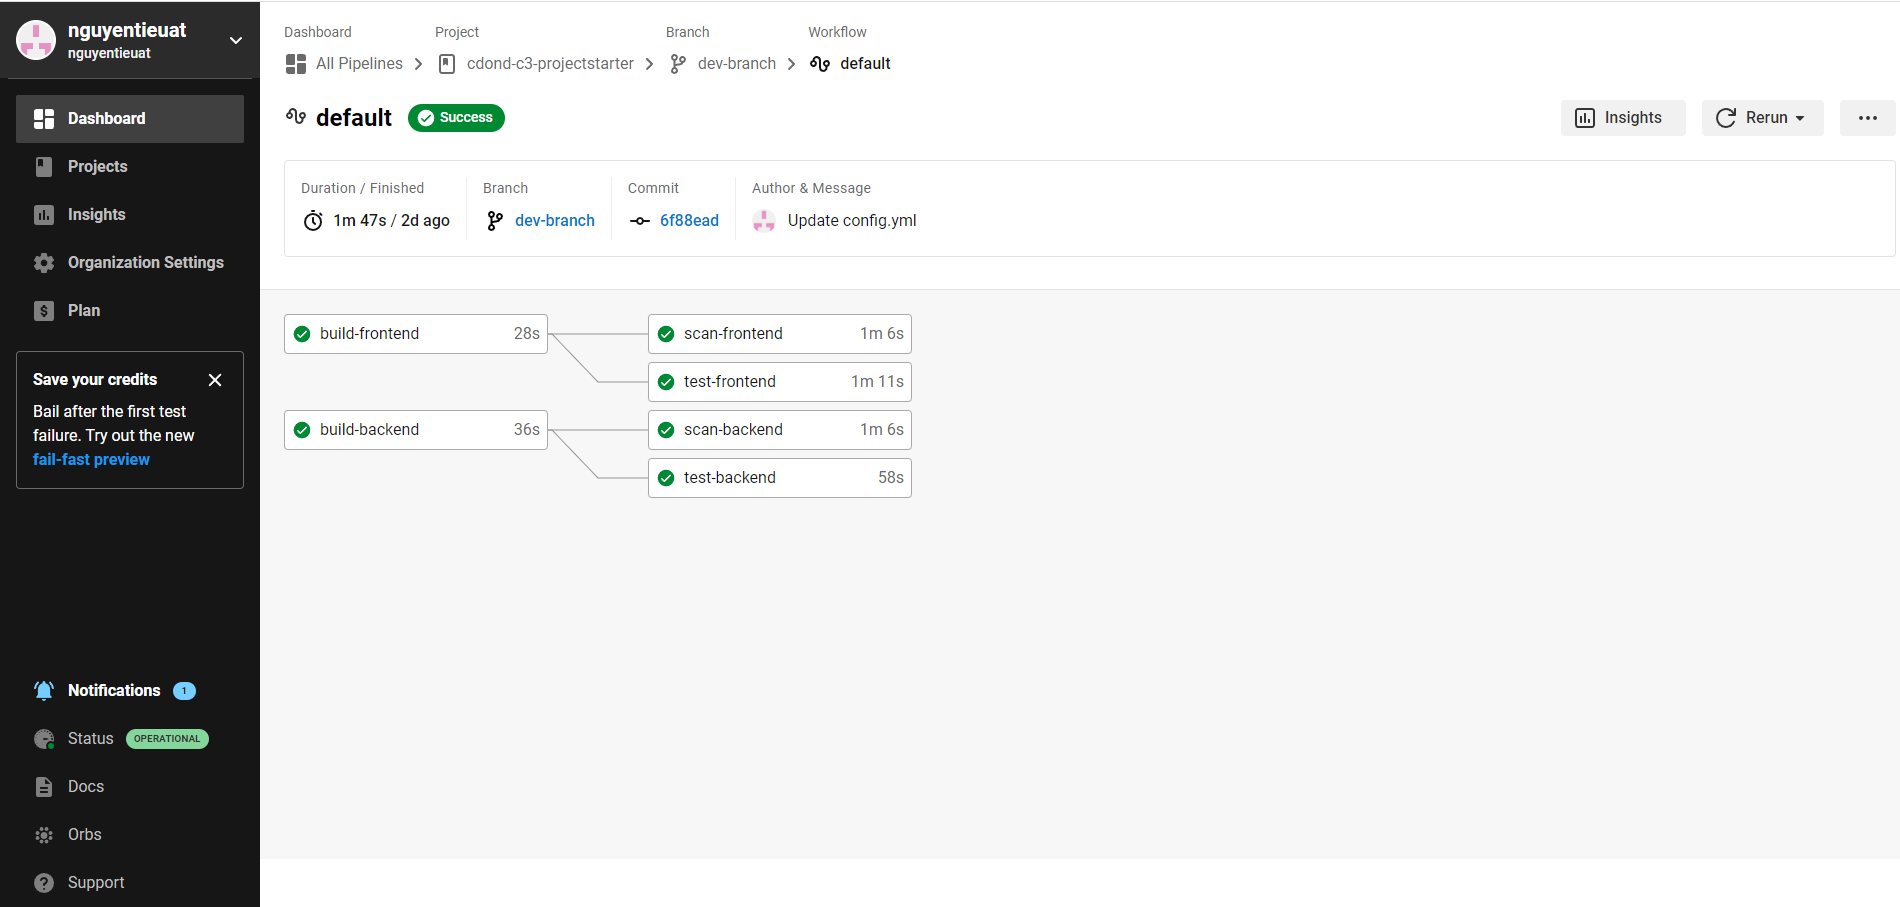 nguyentieuat
nguyentieuat
Dashboard
Projects
Insights
Organization Settings
Plan
Save your credits
Bail after the first test
failure. Try out the new
fail-fast preview
Notifications 1
Status OPERATIONAL
Docs
Orbs
Support
Dashboard Project Branch Workflow
All Pipelines cdond-c3-projectstarter dev-branch default
default Success
Insights Rerun
Duration / Finished Branch Commit Author & Message
1m 47s / 2d ago dev-branch 6f88ead Update config.yml
build-frontend 28s scan-frontend 1m 6s
test-frontend 1m 11s
build-backend 36s scan-backend 1m 6s
test-backend 58s